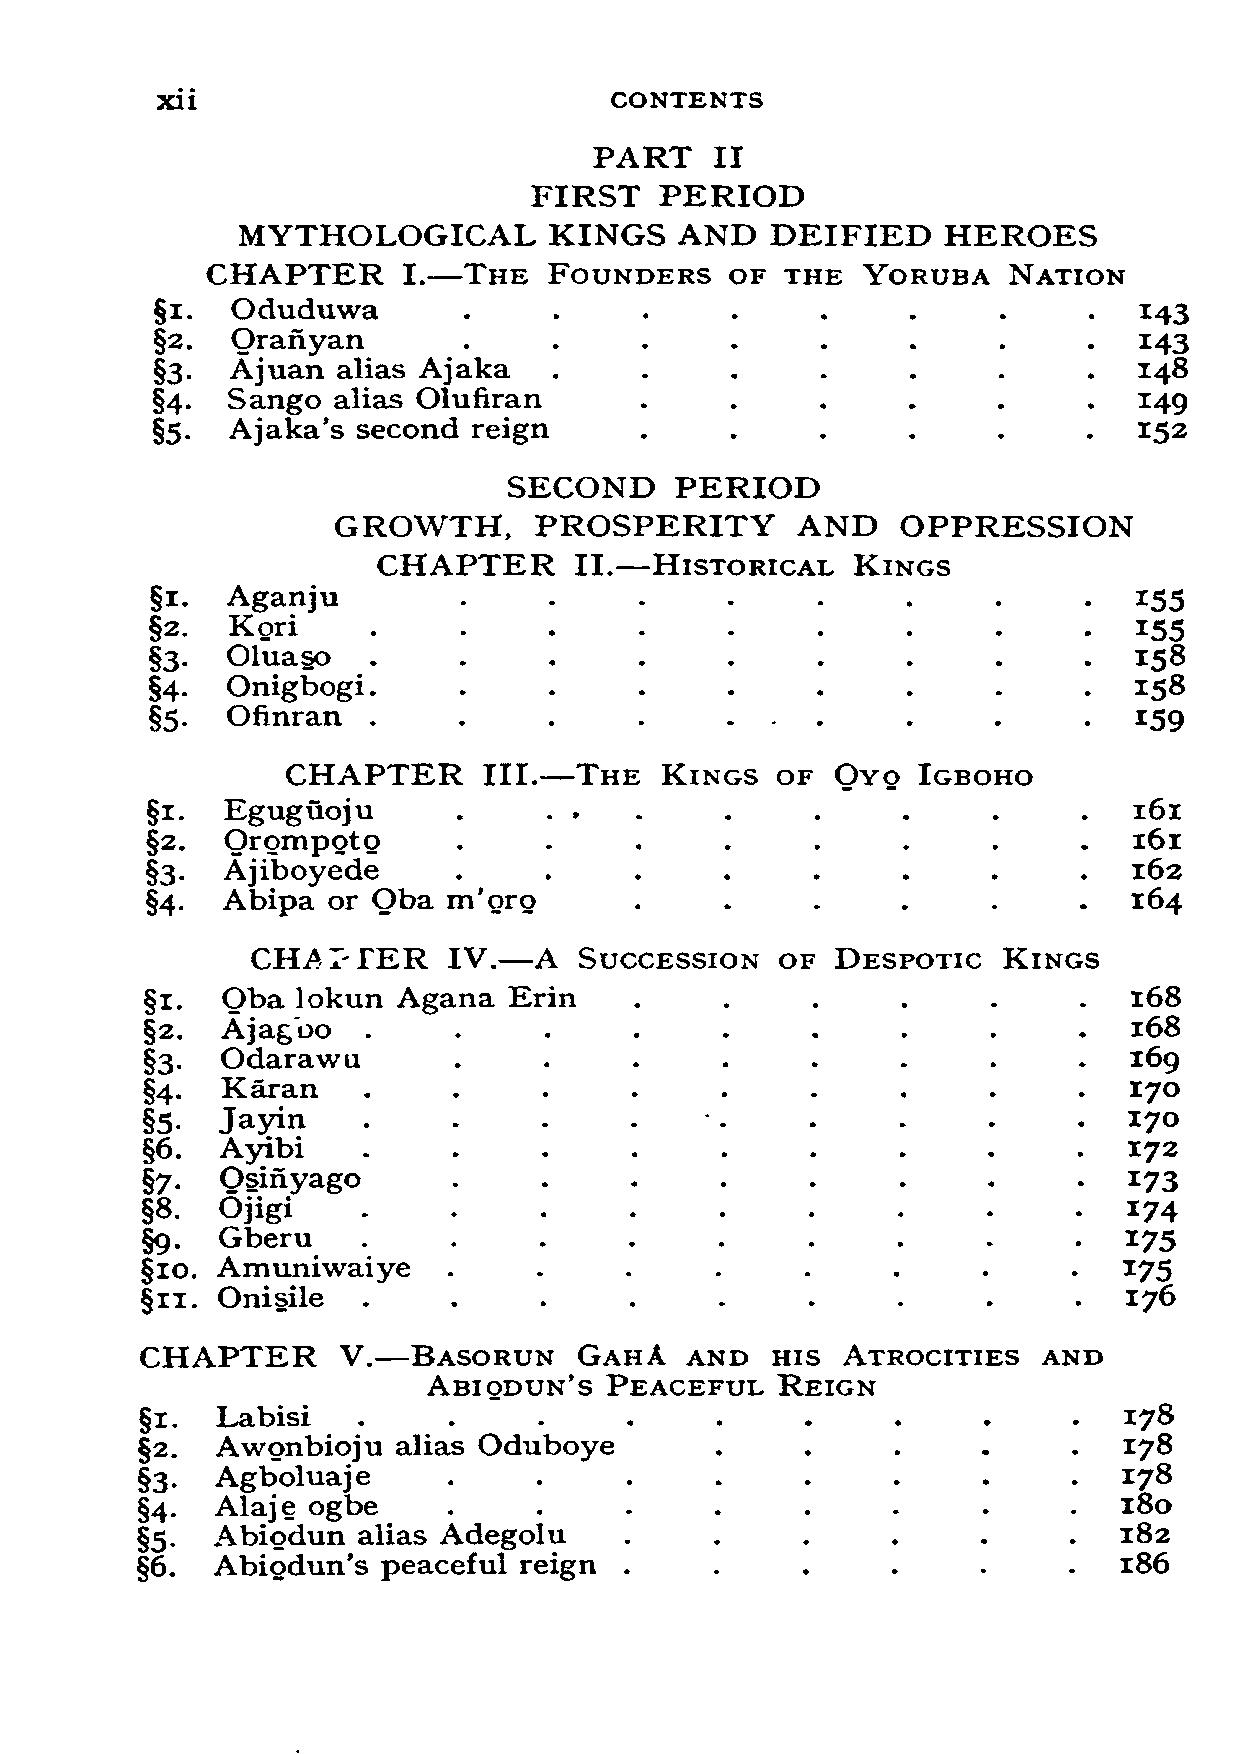 xii CONTENTS
PART II
FIRST PERIOD
MYTHOLOGICAL KINGS AND DEIFIED HEROES
CHAPTER I.—THE FOUNDERS OF THE YORUBA NATION
§1. Oduduwa . . . . . . . . 143
§2. Ọrañyan . . . . . . . . 143
§3. Ajuan alias Ajaka . . . . . . . 148
§4. Sango alias Olufiran . . . . . . 149
§5. Ajaka's second reign . . . . . . 152
SECOND PERIOD
GROWTH, PROSPERITY AND OPPRESSION
CHAPTER II.—HISTORICAL KINGS
§1. Aganju . . . . . . . . 155
§2. Kọri . . . . . . . . . 155
§3. Oluaṣo . . . . . . . . . 158
§4. Onigbogi. . . . . . . . . 158
§5. Ofinran . . . . . . . . . 159
CHAPTER III.—THE KINGS OF ỌYỌ IGBOHO
§1. Egugūoju . . . . . . . . 161
§2. Ọrọmpọtọ . . . . . . . . 161
§3. Ajiboyede . . . . . . . . 162
§4. Abipa or Ọba m'ọrọ . . . . . . 164
CHAPTER IV.—A SUCCESSION OF DESPOTIC KINGS
§1. Ọba lokun Agana Erin . . . . . . 168
§2. Ajagbo . . . . . . . . . 168
§3. Odarawu . . . . . . . . 169
§4. Kāran . . . . . . . . . 170
§5. Jayin . . . . . . . . . 170
§6. Ayibi . . . . . . . . . 172
§7. Ọṣiñyago . . . . . . . . 173
§8. Ojigi . . . . . . . . . 174
§9. Gberu . . . . . . . . . 175
§10. Amuniwaiye . . . . . . . . 175
§11. Oniṣile . . . . . . . . . 176
CHAPTER V.—BASORUN GAHÀ AND HIS ATROCITIES AND
ABIỌDUN'S PEACEFUL REIGN
§1. Labisi . . . . . . . . . 178
§2. Awọnbioju alias Oduboye . . . . . 178
§3. Agboluaje . . . . . . . . 178
§4. Alajẹ ogbe . . . . . . . . 180
§5. Abiọdun alias Adegolu . . . . . . 182
§6. Abiọdun's peaceful reign . . . . . . 186